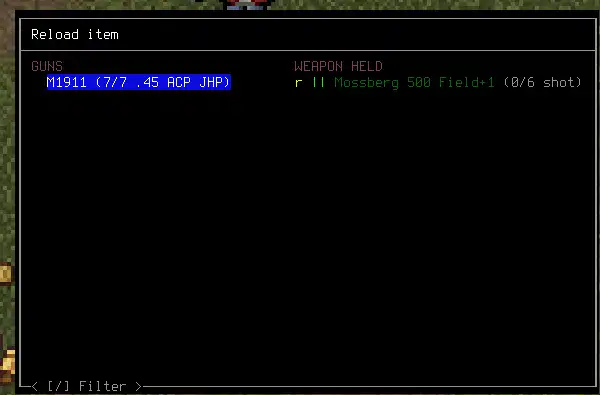 Reload item
GUNS WEAPON HELD
M1911 (7/7 .45 ACP JHP) r || Mossberg 500 Field+1 (0/6 shot)
< [/] Filter >